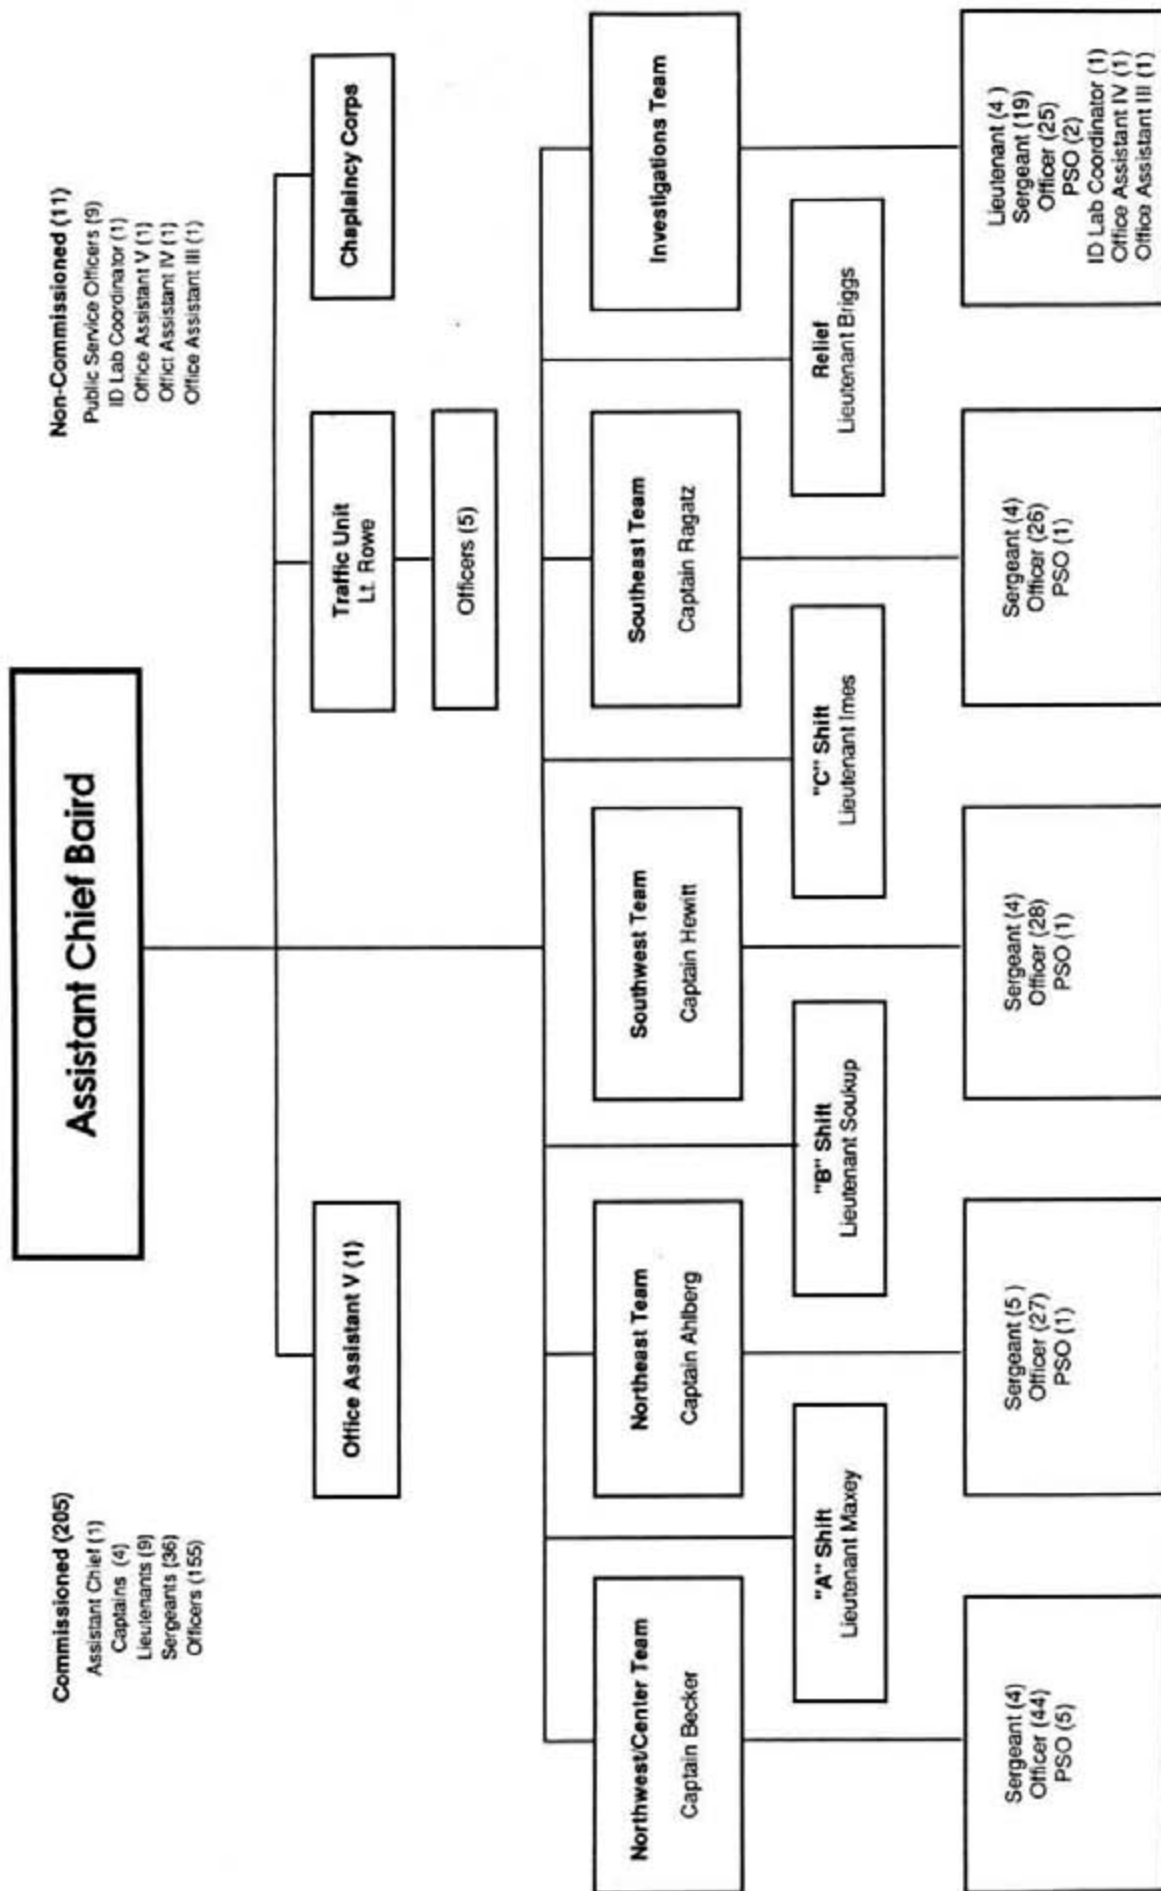 Assistant Chief Baird
Commissioned (205)
Assistant Chief (1)
Captains (4)
Lieutenants (9)
Sergeants (36)
Officers (155)
Non-Commissioned (11)
Public Service Officers (9)
ID Lab Coordinator (1)
Office Assistant V (1)
Offict Assistant IV (1)
Office Assistant III (1)
Office Assistant V (1)
Traffic Unit
Lt. Rowe
Chaplaincy Corps
Officers (5)
Northwest/Center Team
Captain Becker
Northeast Team
Captain Ahlberg
Southwest Team
Captain Hewitt
Southeast Team
Captain Ragatz
Investigations Team
"A" Shift
Lieutenant Maxey
"B" Shift
Lieutenant Soukup
"C" Shift
Lieutenant Imes
Relief
Lieutenant Briggs
Sergeant (4)
Officer (44)
PSO (5)
Sergeant (5 )
Officer (27)
PSO (1)
Sergeant (4)
Officer (28)
PSO (1)
Sergeant (4)
Officer (26)
PSO (1)
Lieutenant (4 )
Sergeant (19)
Officer (25)
PSO (2)
ID Lab Coordinator (1)
Office Assistant IV (1)
Office Assistant III (1)